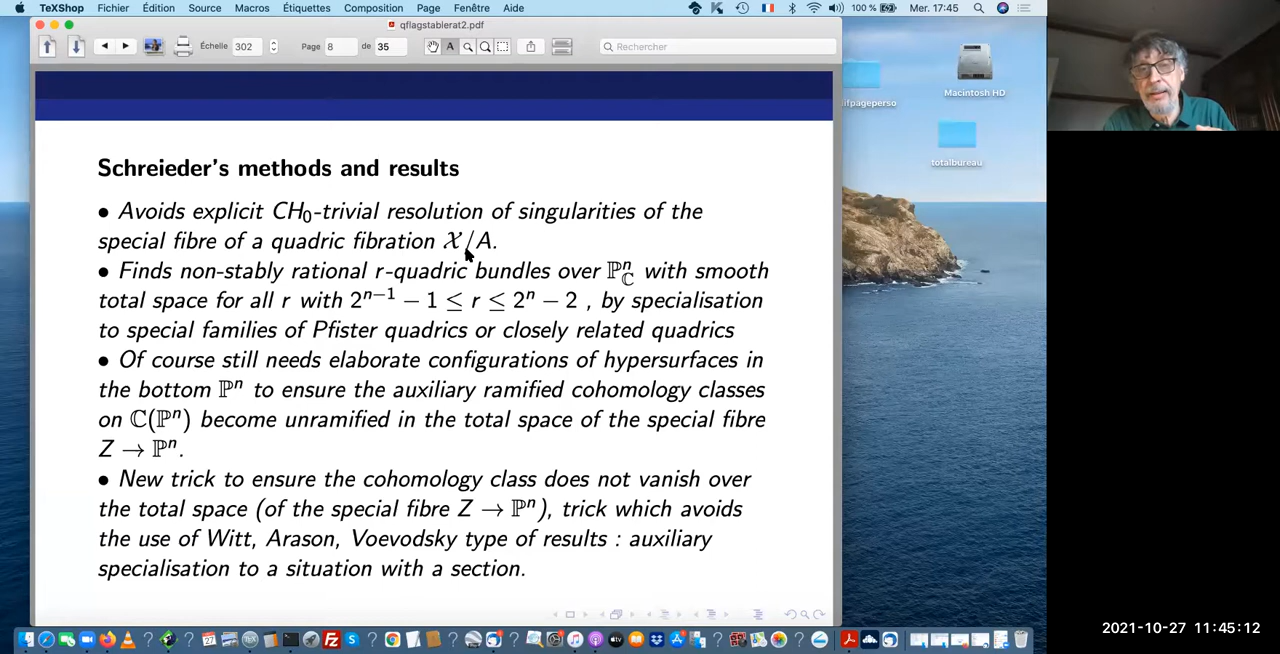 TeXShop Fichier Édition Source Macros Étiquettes Composition Page Fenêtre Aide 100 % Mer. 17:45
qflagstablerat2.pdf
Échelle 302 Page 8 de 35 Rechercher
Schreieder's methods and results
• Avoids explicit CH₀-trivial resolution of singularities of the
special fibre of a quadric fibration 𝒳/A.
• Finds non-stably rational r-quadric bundles over ℙⁿ_ℂ with smooth
total space for all r with 2ⁿ⁻¹ − 1 ≤ r ≤ 2ⁿ − 2 , by specialisation
to special families of Pfister quadrics or closely related quadrics
• Of course still needs elaborate configurations of hypersurfaces in
the bottom ℙⁿ to ensure the auxiliary ramified cohomology classes
on ℂ(ℙⁿ) become unramified in the total space of the special fibre
Z → ℙⁿ.
• New trick to ensure the cohomology class does not vanish over
the total space (of the special fibre Z → ℙⁿ), trick which avoids
the use of Witt, Arason, Voevodsky type of results : auxiliary
specialisation to a situation with a section.
Macintosh HD
ifpageperso
totalbureau
2021-10-27 11:45:12